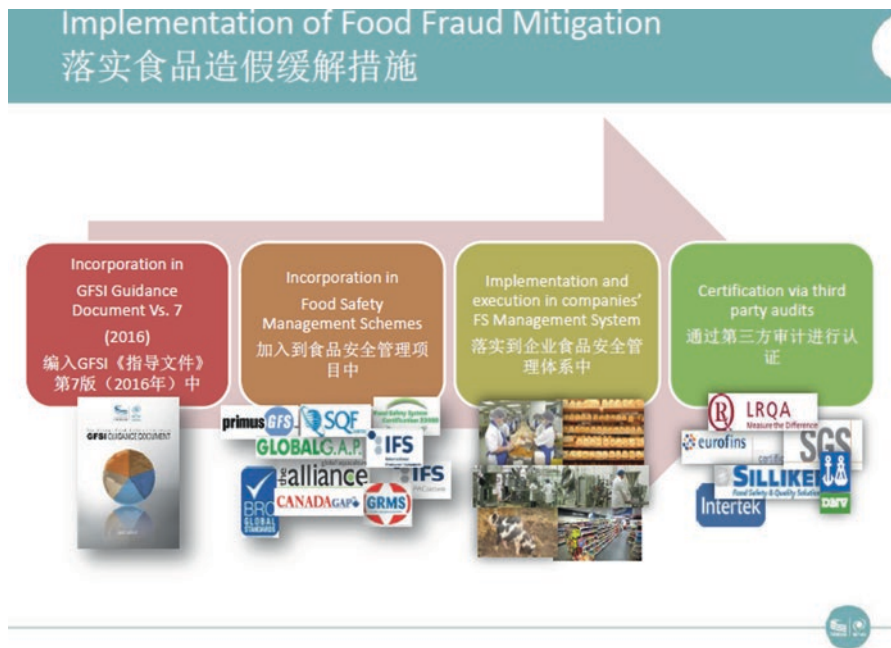 Implementation of Food Fraud Mitigation
落实食品造假缓解措施
Incorporation in
GFSI Guidance
Document Vs. 7
(2016)
编入GFSI《指导文件》
第7版（2016年）中
Incorporation in
Food Safety
Management Schemes
加入到食品安全管理项
目中
Implementation and
execution in companies'
FS Management System
落实到企业食品安全管
理体系中
Certification via third
party audits
通过第三方审计进行认
证
GFSI GUIDANCE DOCUMENT
primusGFS
SQF
Food Safety System
Certification 22000
GLOBALG.A.P.
IFS
the alliance
IFS
PACsecure
BRC
GLOBAL
STANDARDS
CANADAGAP
GRMS
LRQA
Measure the Difference
eurofins
certific
SGS
SILLIKER
Food Safety & Quality Solutions
DNV
Intertek